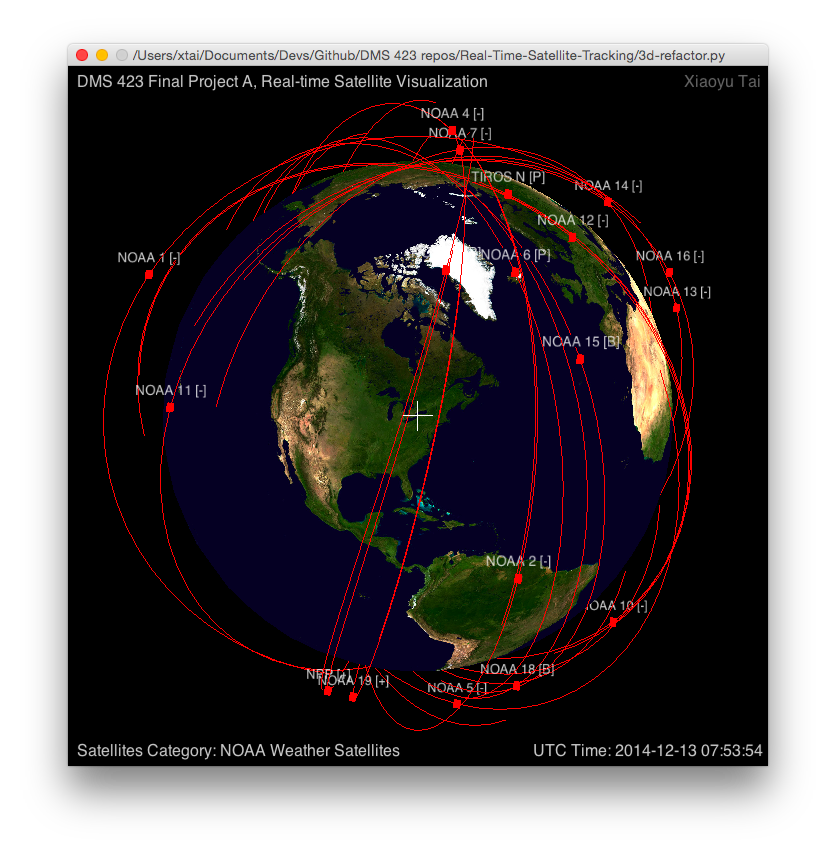 /Users/xtai/Documents/Devs/Github/DMS 423 repos/Real-Time-Satellite-Tracking/3d-refactor.py
DMS 423 Final Project A, Real-time Satellite Visualization
Xiaoyu Tai
NOAA 4 [-]
NOAA 7 [-]
TIROS N [P]
NOAA 14 [-]
NOAA 12 [-]
NOAA 1 [-]
NOAA 6 [P]
NOAA 16 [-]
NOAA 13 [-]
NOAA 15 [B]
NOAA 11 [-]
NOAA 2 [-]
NOAA 10 [-]
NOAA 18 [B]
NPP [+]
NOAA 19 [+]
NOAA 5 [-]
Satellites Category: NOAA Weather Satellites
UTC Time: 2014-12-13 07:53:54